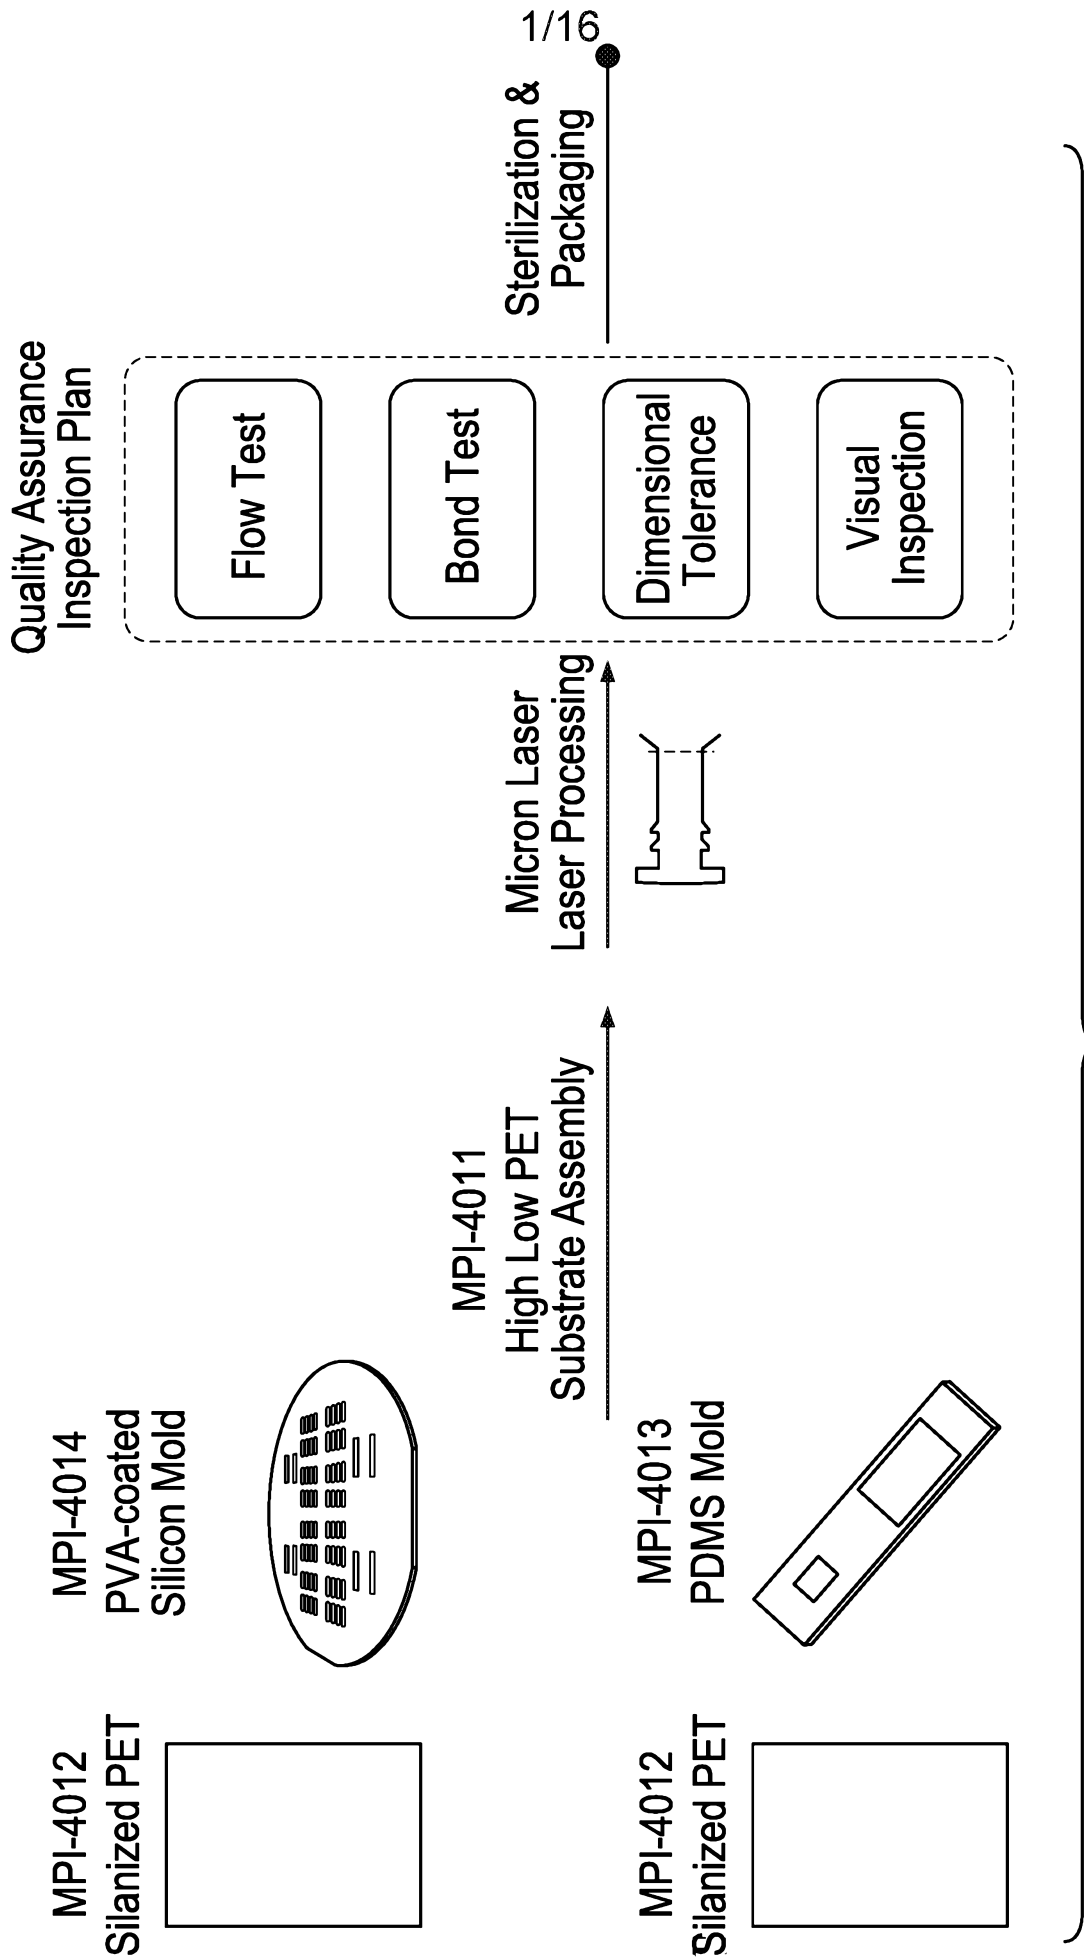 1/16
MPI-4012
Silanized PET
MPI-4014
PVA-coated
Silicon Mold
MPI-4012
Silanized PET
MPI-4013
PDMS Mold
MPI-4011
High Low PET
Substrate Assembly
Micron Laser
Laser Processing
Quality Assurance
Inspection Plan
Flow Test
Bond Test
Dimensional
Tolerance
Visual
Inspection
Sterilization &
Packaging